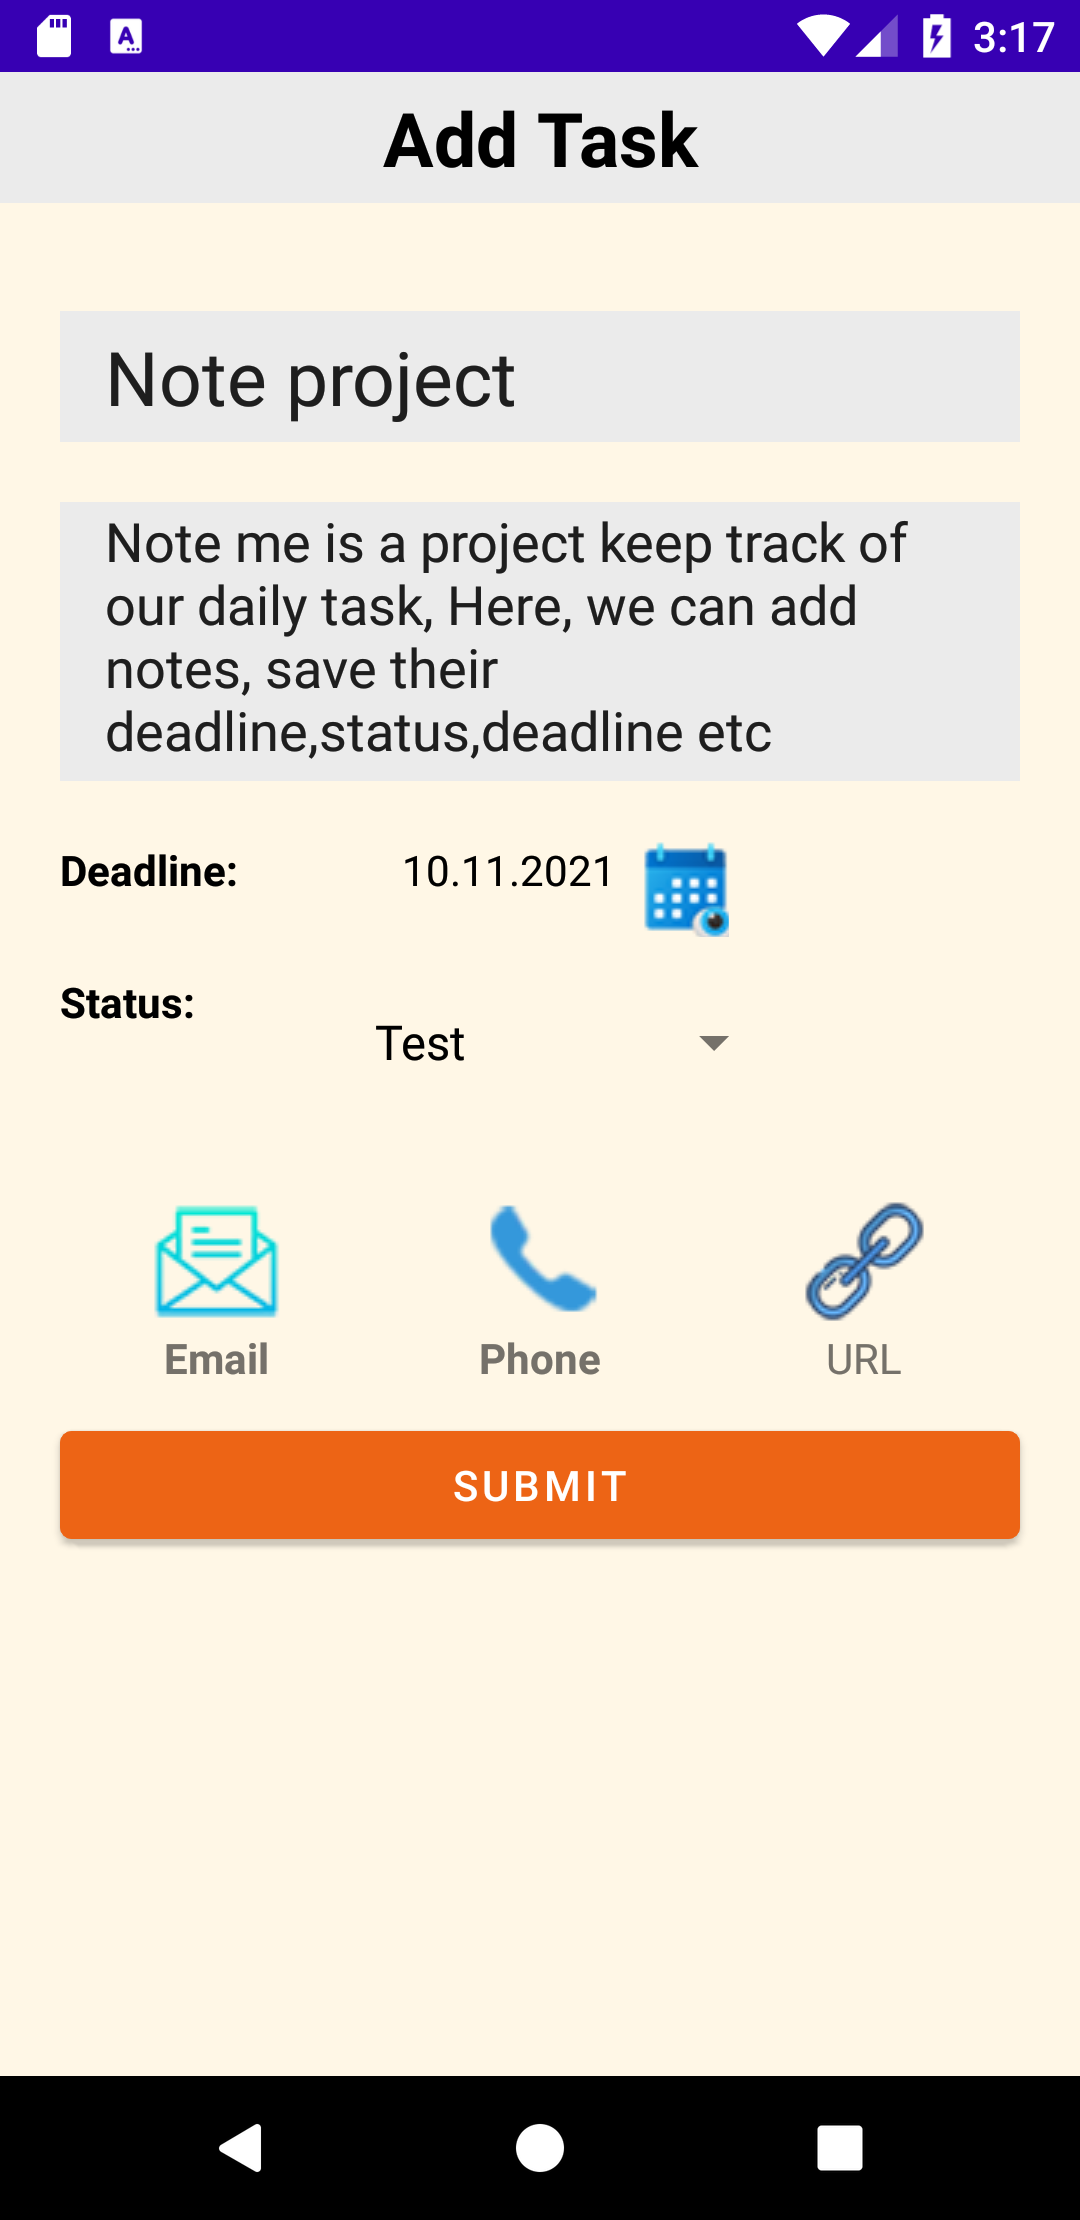 3:17
Add Task
Note project
Note me is a project keep track of
our daily task, Here, we can add
notes, save their
deadline,status,deadline etc
Deadline: 10.11.2021
Status:
Test
Email Phone URL
SUBMIT